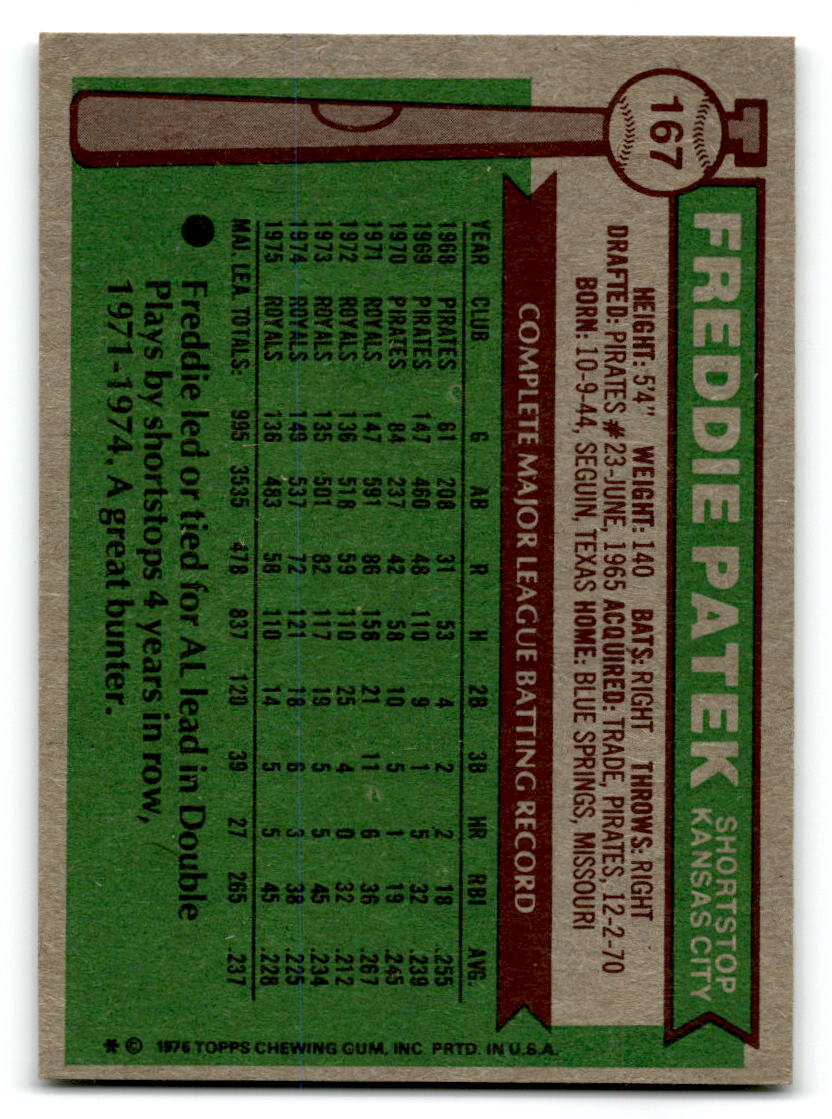 167
FREDDIE PATEK
SHORTSTOP
KANSAS CITY
HEIGHT: 5'4" WEIGHT: 140 BATS: RIGHT THROWS: RIGHT
DRAFTED: PIRATES #23-JUNE, 1965 ACQUIRED: TRADE, PIRATES, 12-2-70
BORN: 10-9-44, SEGUIN, TEXAS HOME: BLUE SPRINGS, MISSOURI
COMPLETE MAJOR LEAGUE BATTING RECORD
YEAR CLUB G AB R H 2B 3B HR RBI AVG.
1968 PIRATES 61 208 31 53 4 2 2 18 .255
1969 PIRATES 147 460 48 110 9 1 5 32 .239
1970 PIRATES 84 237 42 58 10 5 1 19 .245
1971 ROYALS 147 591 86 158 21 11 6 36 .267
1972 ROYALS 136 518 59 110 25 4 0 32 .212
1973 ROYALS 135 501 82 117 19 5 5 45 .234
1974 ROYALS 149 537 72 121 18 6 3 38 .225
1975 ROYALS 136 483 58 110 14 5 5 45 .228
MAJ. LEA. TOTALS: 995 3535 478 837 120 39 27 265 .237
● Freddie led or tied for AL lead in Double
Plays by shortstops 4 years in row,
1971-1974. A great bunter.
* © 1976 TOPPS CHEWING GUM, INC. PRTD. IN U.S.A.